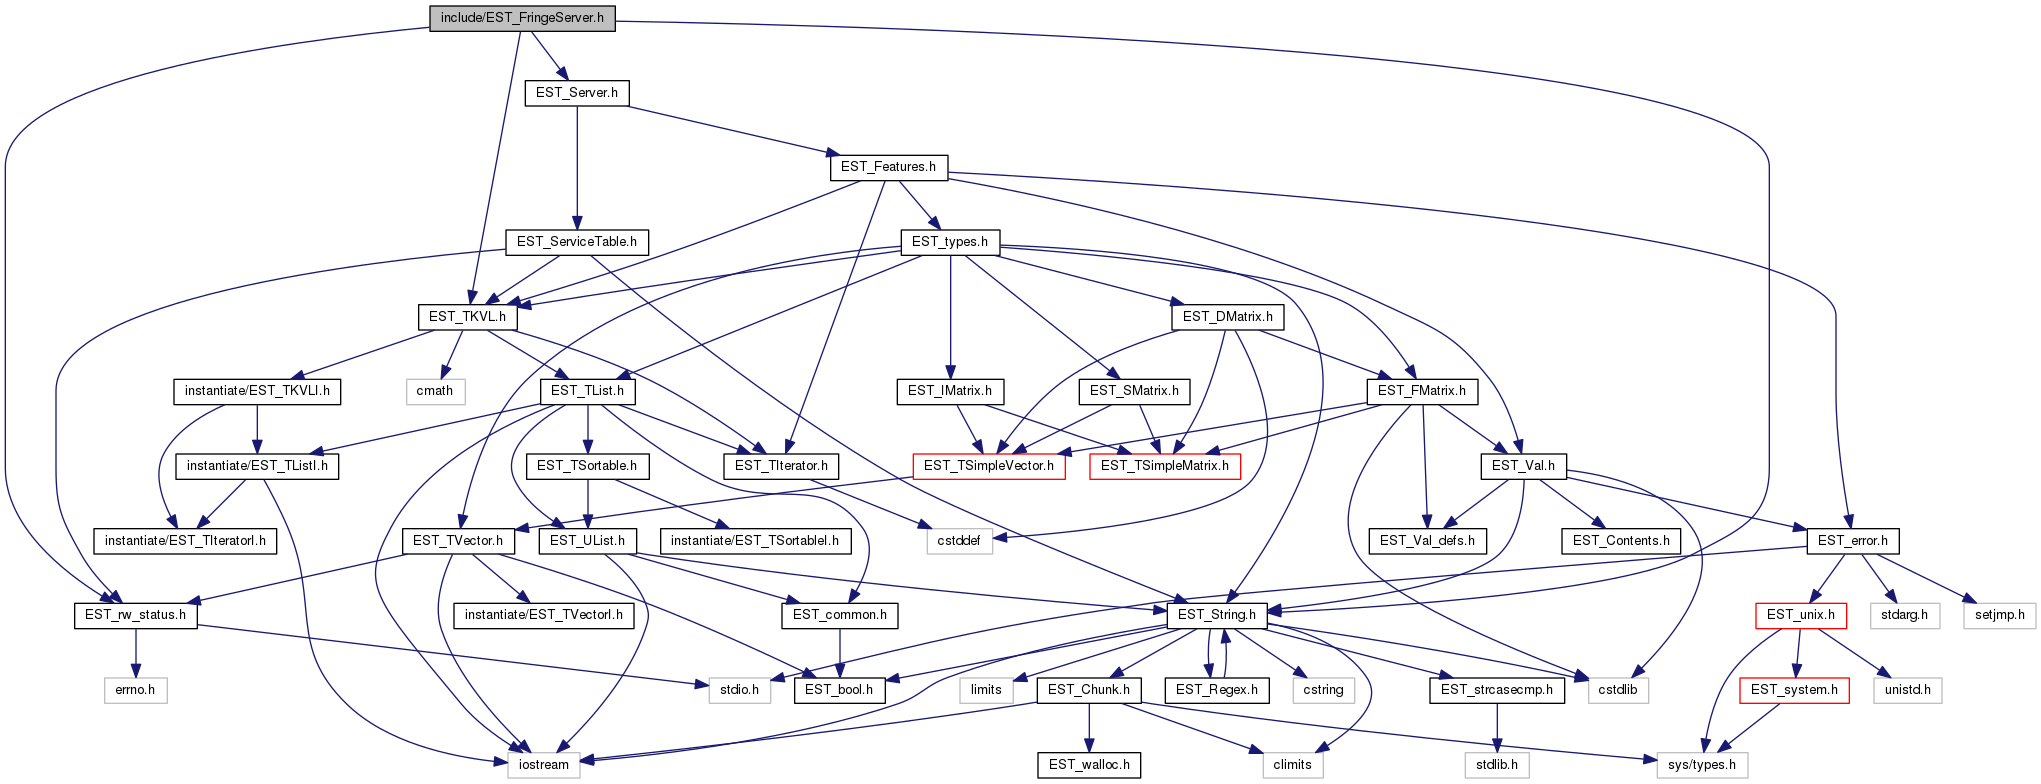 include/EST_FringeServer.h
EST_Server.h
EST_Features.h
EST_ServiceTable.h
EST_types.h
EST_TKVL.h
EST_DMatrix.h
instantiate/EST_TKVLI.h
cmath
EST_TList.h
EST_IMatrix.h
EST_SMatrix.h
EST_FMatrix.h
instantiate/EST_TListI.h
EST_TSortable.h
EST_TIterator.h
EST_TSimpleVector.h
EST_TSimpleMatrix.h
EST_Val.h
instantiate/EST_TIteratorI.h
EST_TVector.h
EST_UList.h
instantiate/EST_TSortableI.h
cstddef
EST_Val_defs.h
EST_Contents.h
EST_error.h
EST_rw_status.h
instantiate/EST_TVectorI.h
EST_common.h
EST_String.h
EST_unix.h
stdarg.h
setjmp.h
errno.h
stdio.h
EST_bool.h
limits
EST_Chunk.h
EST_Regex.h
cstring
EST_strcasecmp.h
cstdlib
EST_system.h
unistd.h
iostream
EST_walloc.h
climits
stdlib.h
sys/types.h